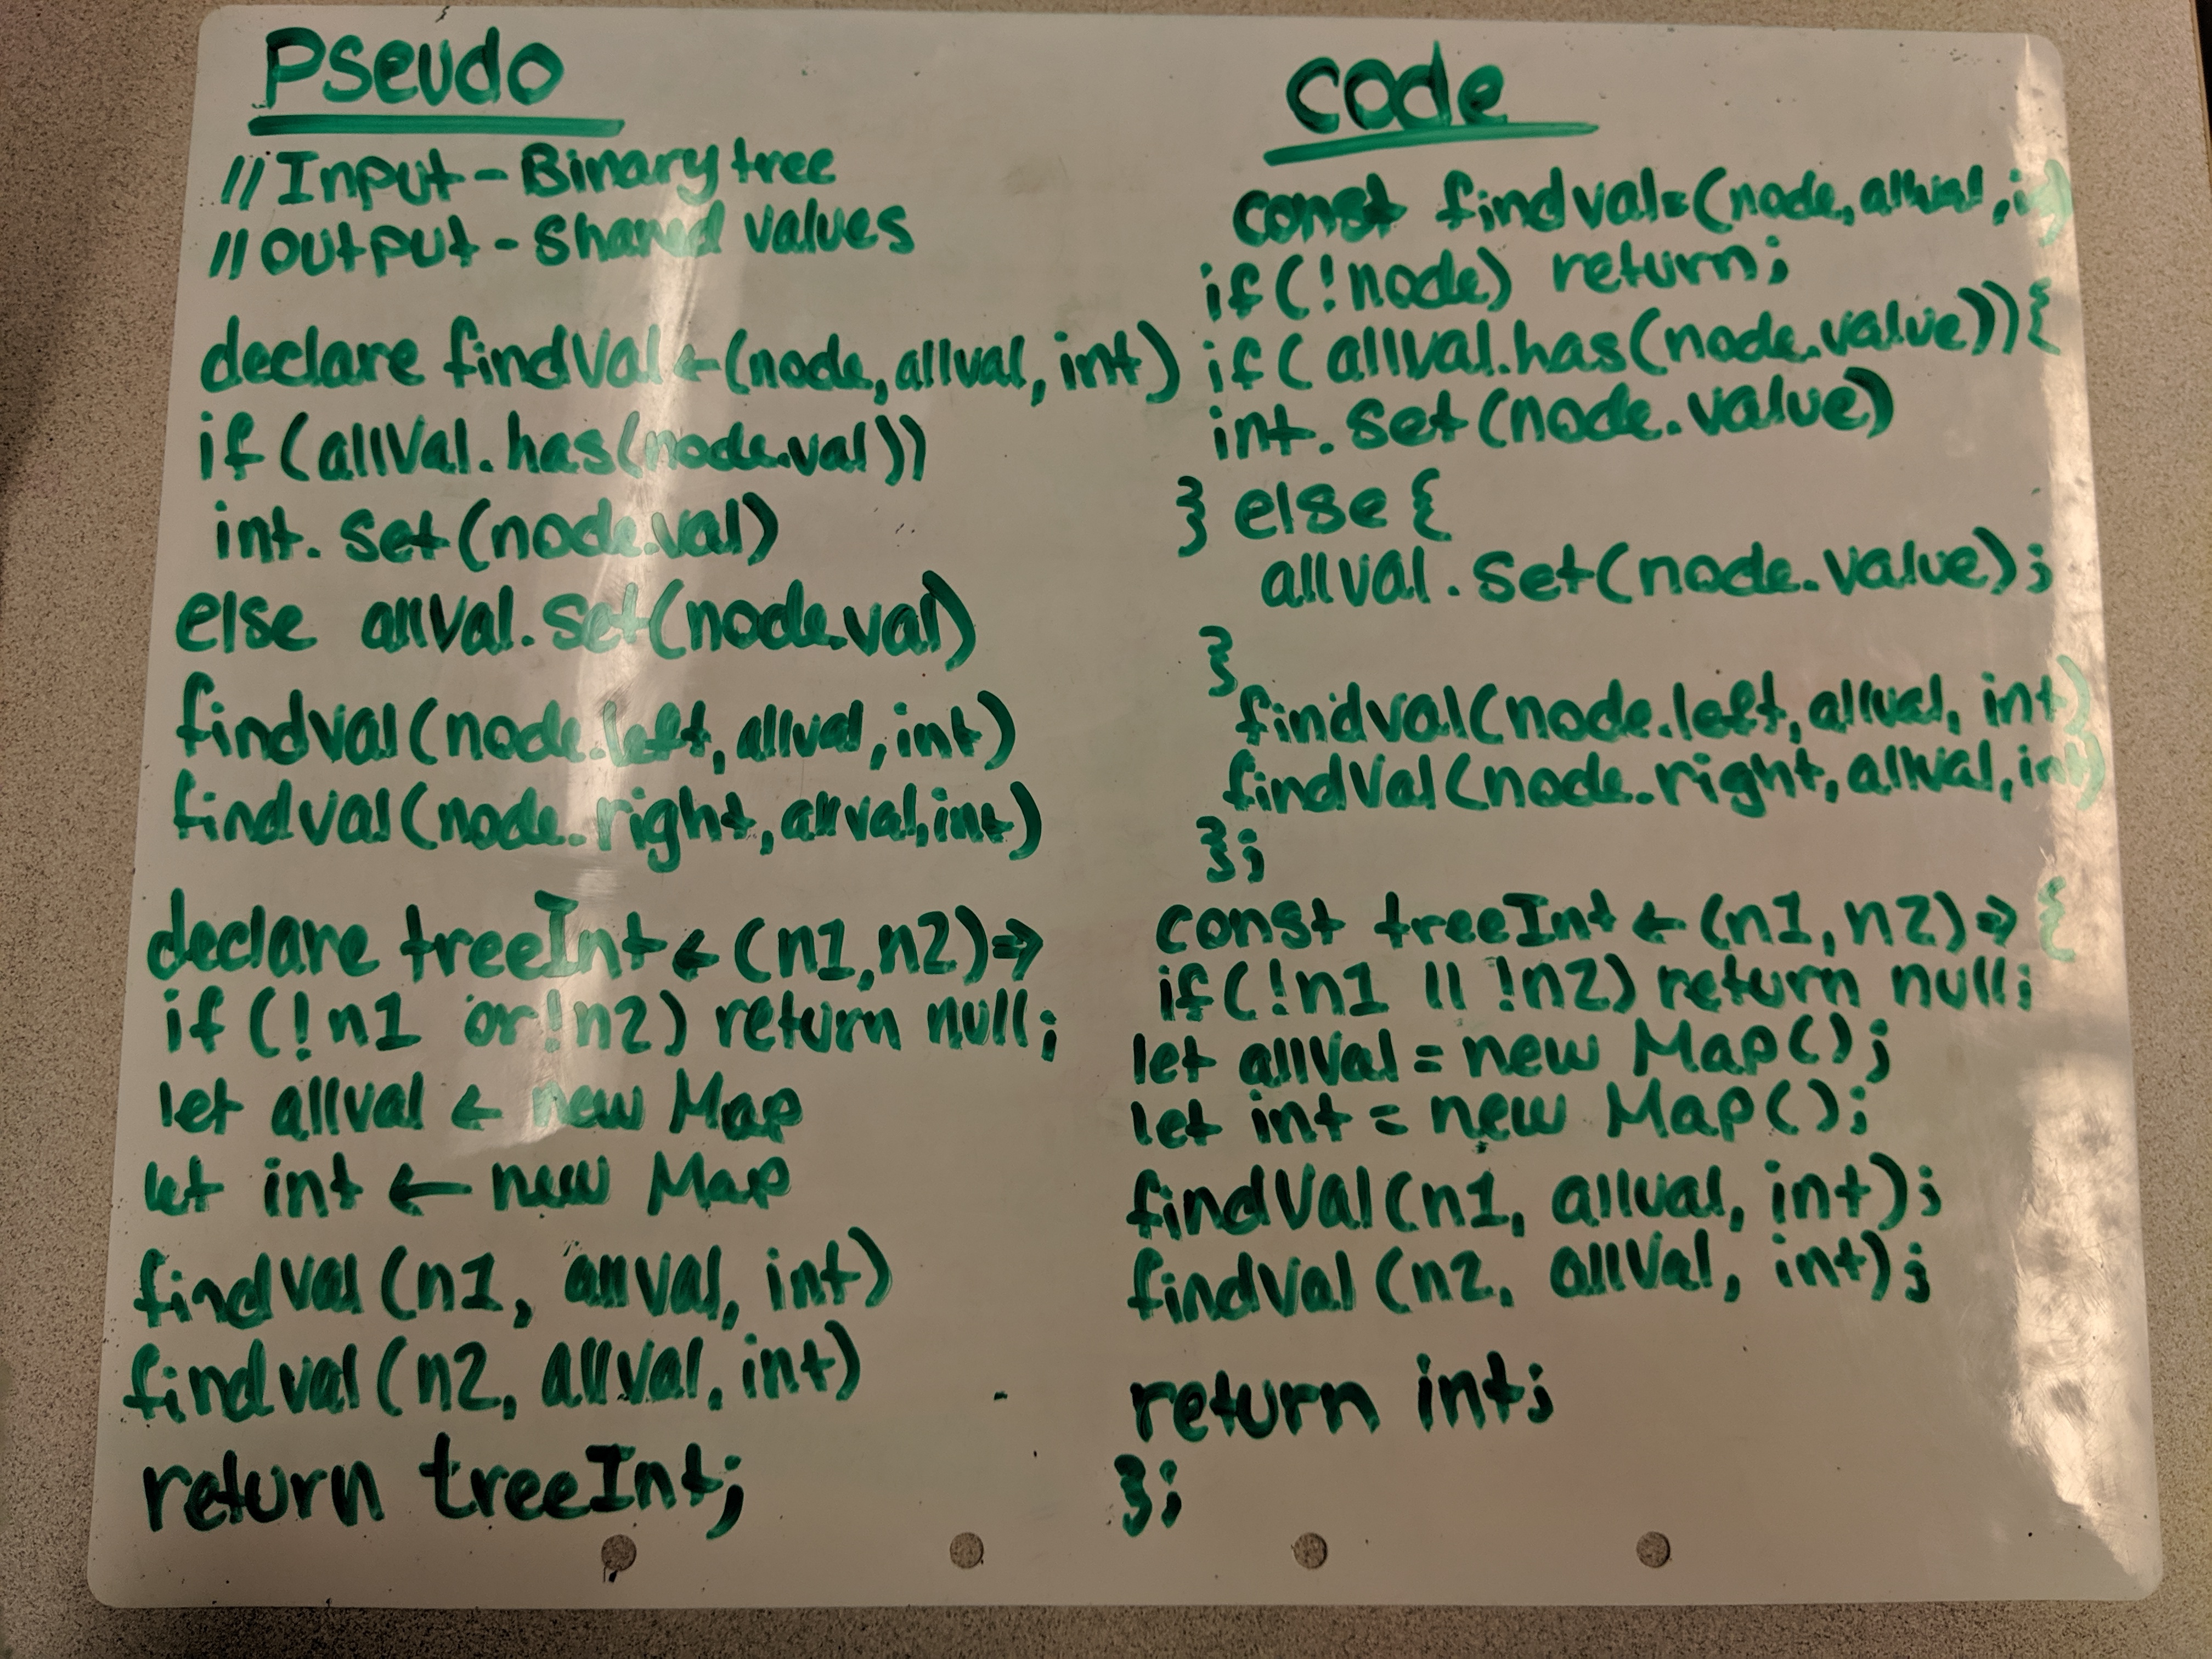 Pseudo
//Input - Binary tree
//Output - Shared values
declare findVal ← (node, allval, int)
if (allVal.has(node.val))
int. set (node.val)
else allVal.set(node.val)
findval(node.left, allval, int)
findval(node.right, allval, int)
declare treeInt ← (n1, n2) ⇒
if (!n1 or !n2) return null;
let allval ← new Map
let int ← new Map
findVal (n1, allVal, int)
findval (n2, allVal, int)
return treeInt;
Code
const findval = (node, allval,
if (!node) return;
if (allVal.has(node.value)){
int. set (node.value)
} else {
allval. set(node.value);
}
findval(node.left, allval, int)
findVal(node.right, allVal, int)
};
const treeInt ← (n1, n2) ⇒ {
if (!n1 || !n2) return null;
let allVal = new Map();
let int = new Map();
findVal (n1, allval, int);
findVal (n2, allVal, int);
return int;
};